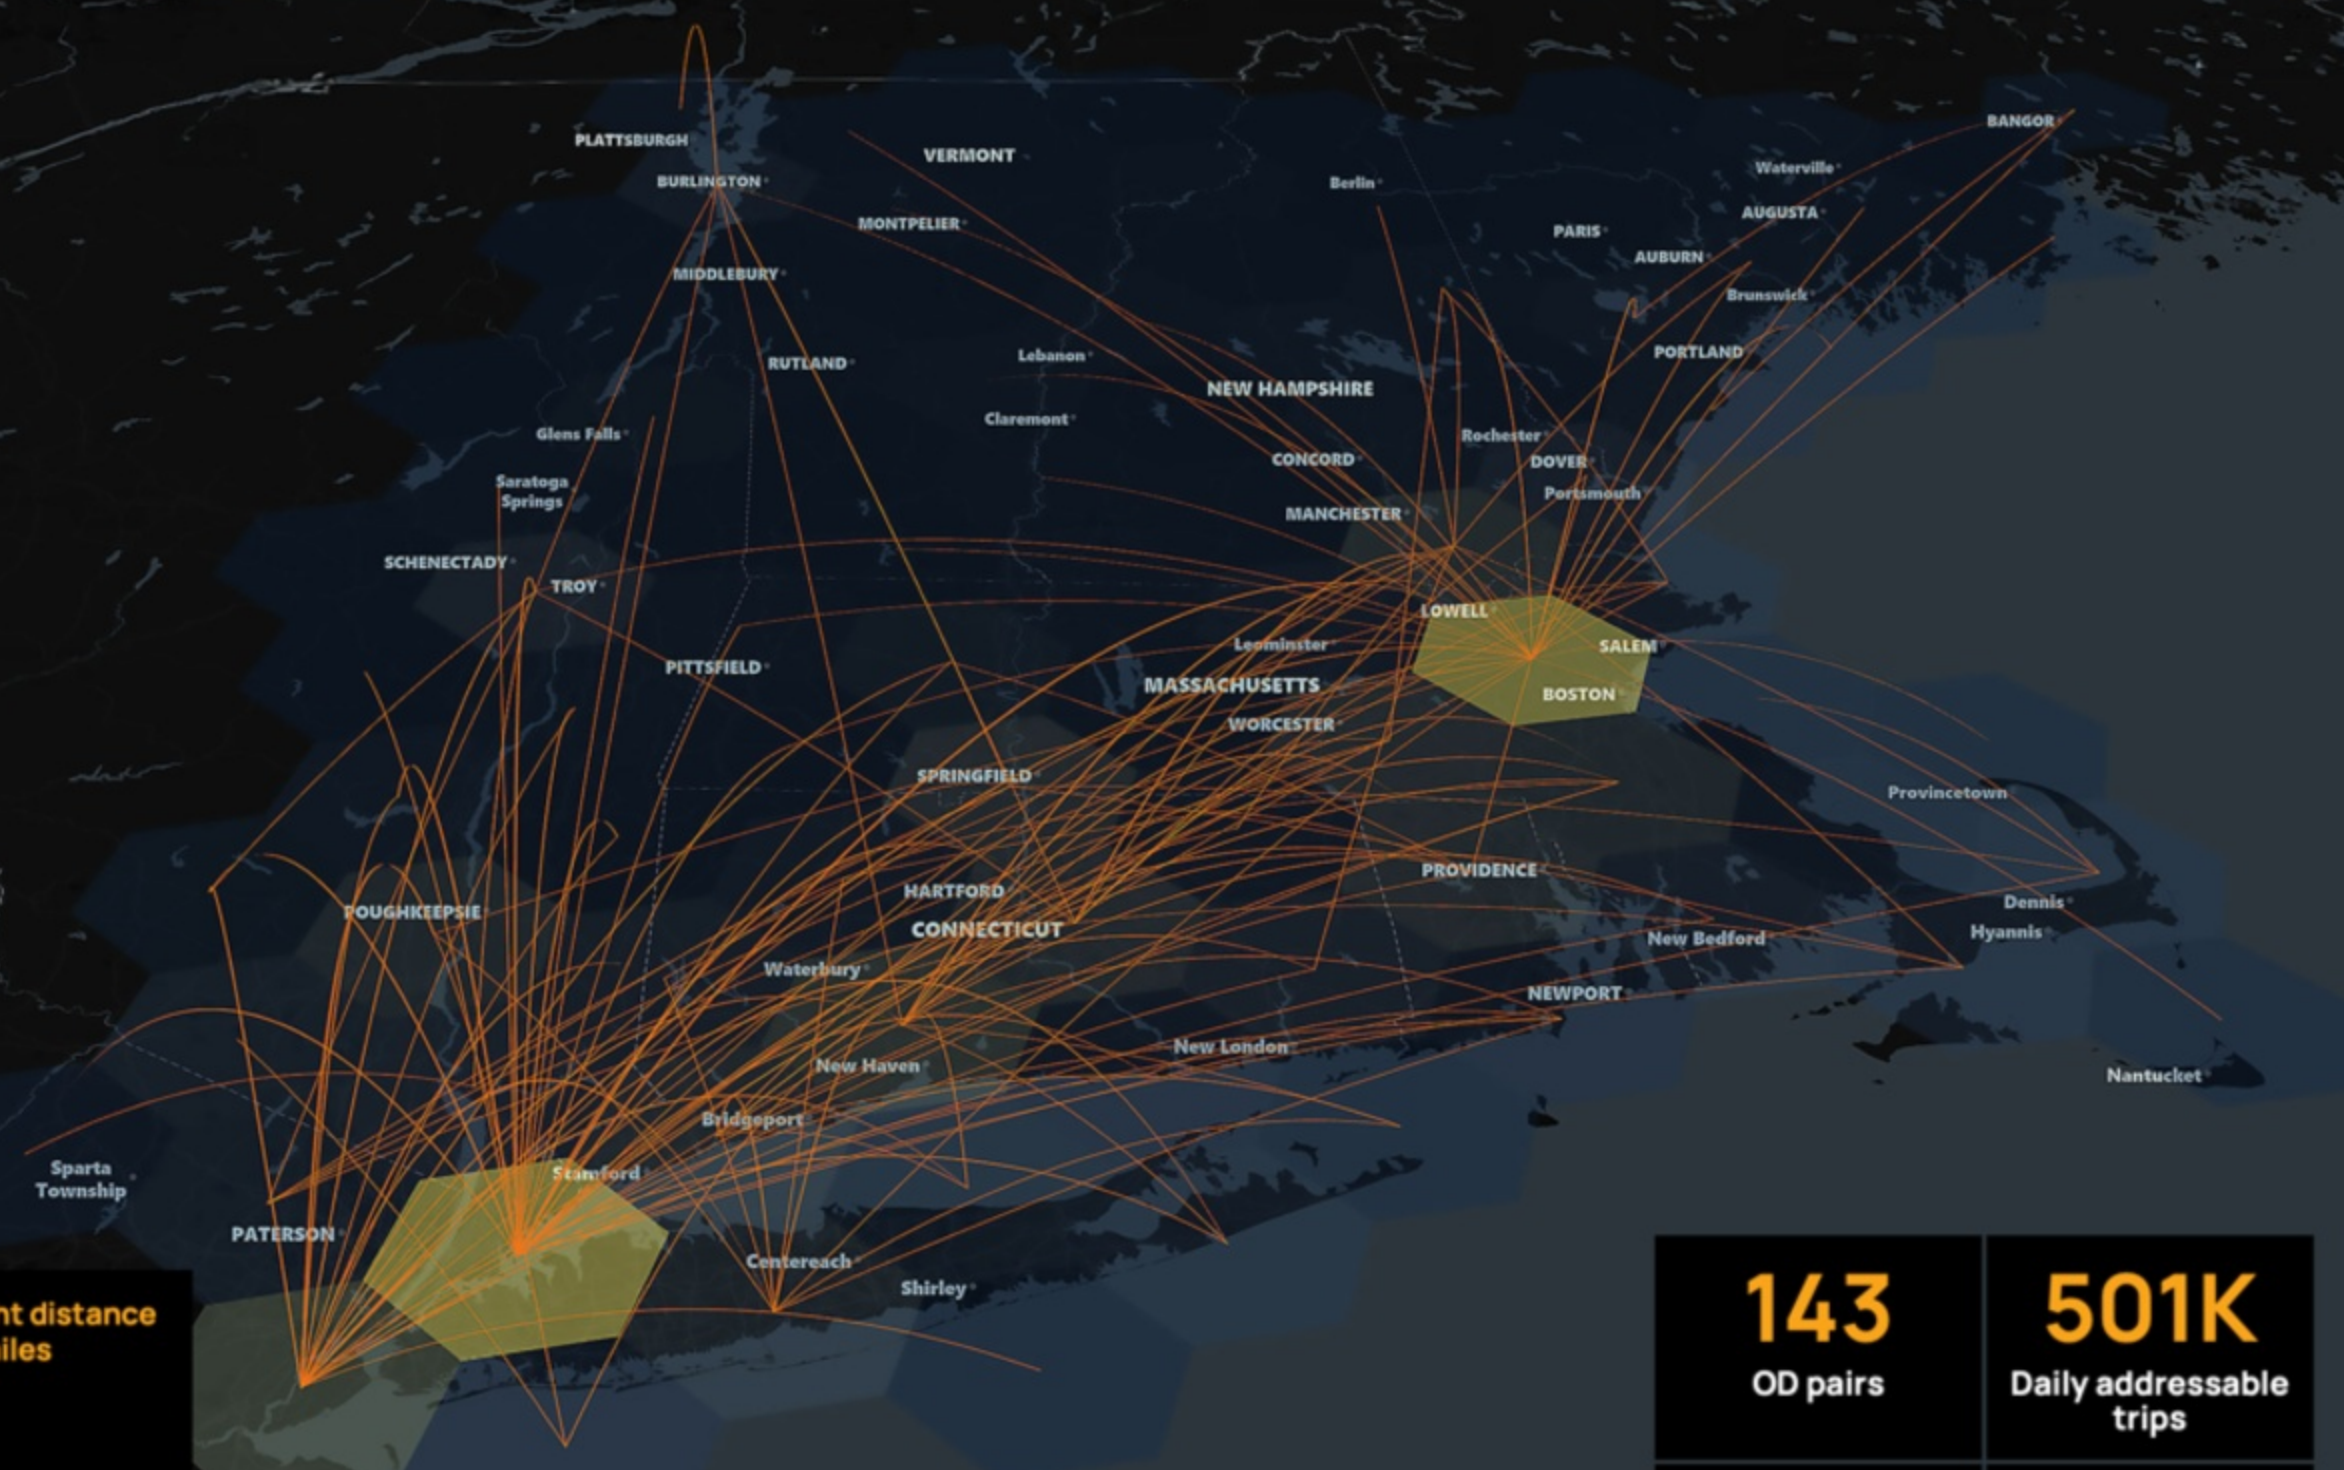 BANGOR
PLATTSBURGH
VERMONT
Waterville
BURLINGTON
Berlin
MONTPELIER
AUGUSTA
PARIS
AUBURN
MIDDLEBURY
Brunswick
RUTLAND
Lebanon
PORTLAND
NEW HAMPSHIRE
Claremont
Glens Falls
Rochester
CONCORD
DOVER
Saratoga
Springs
Portsmouth
MANCHESTER
SCHENECTADY
TROY
LOWELL
Leominster
SALEM
PITTSFIELD
MASSACHUSETTS
BOSTON
WORCESTER
SPRINGFIELD
Provincetown
PROVIDENCE
HARTFORD
Dennis
POUGHKEEPSIE
CONNECTICUT
New Bedford
Hyannis
Waterbury
NEWPORT
New London
New Haven
Nantucket
Bridgeport
Sparta
Township
Stamford
PATERSON
Centereach
Shirley
nt distance
iles
143
OD pairs
501K
Daily addressable
trips